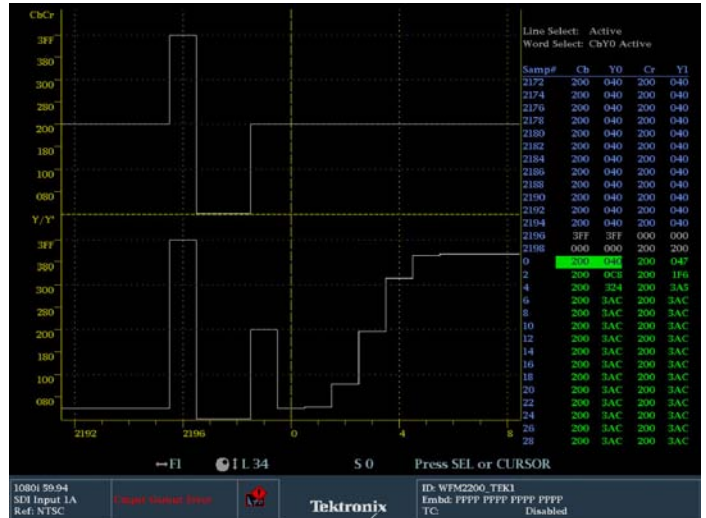 CbCr
3FF
380
300
280
200
180
100
080
Y/Y'
3FF
380
300
280
200
180
100
080
2192
2196
0
4
8
Line Select: Active
Word Select: CbY0 Active
Samp# Cb Y0 Cr Y1
2172 200 040 200 040
2174 200 040 200 040
2176 200 040 200 040
2178 200 040 200 040
2180 200 040 200 040
2182 200 040 200 040
2184 200 040 200 040
2186 200 040 200 040
2188 200 040 200 040
2190 200 040 200 040
2192 200 040 200 040
2194 200 040 200 040
2196 3FF 3FF 000 000
2198 000 000 200 200
0 200 040 200 047
2 200 0C8 200 1F6
4 200 324 200 3A5
6 200 3AC 200 3AC
8 200 3AC 200 3AC
10 200 3AC 200 3AC
12 200 3AC 200 3AC
14 200 3AC 200 3AC
16 200 3AC 200 3AC
18 200 3AC 200 3AC
20 200 3AC 200 3AC
22 200 3AC 200 3AC
24 200 3AC 200 3AC
26 200 3AC 200 3AC
28 200 3AC 200 3AC
↔F1 ↕L 34 S 0 Press SEL or CURSOR
1080i 59.94
SDI Input 1A
Ref: NTSC
Error
Tektronix
ID: WFM2200_TEK1
Embd: PPPP PPPP PPPP PPPP
TC: Disabled